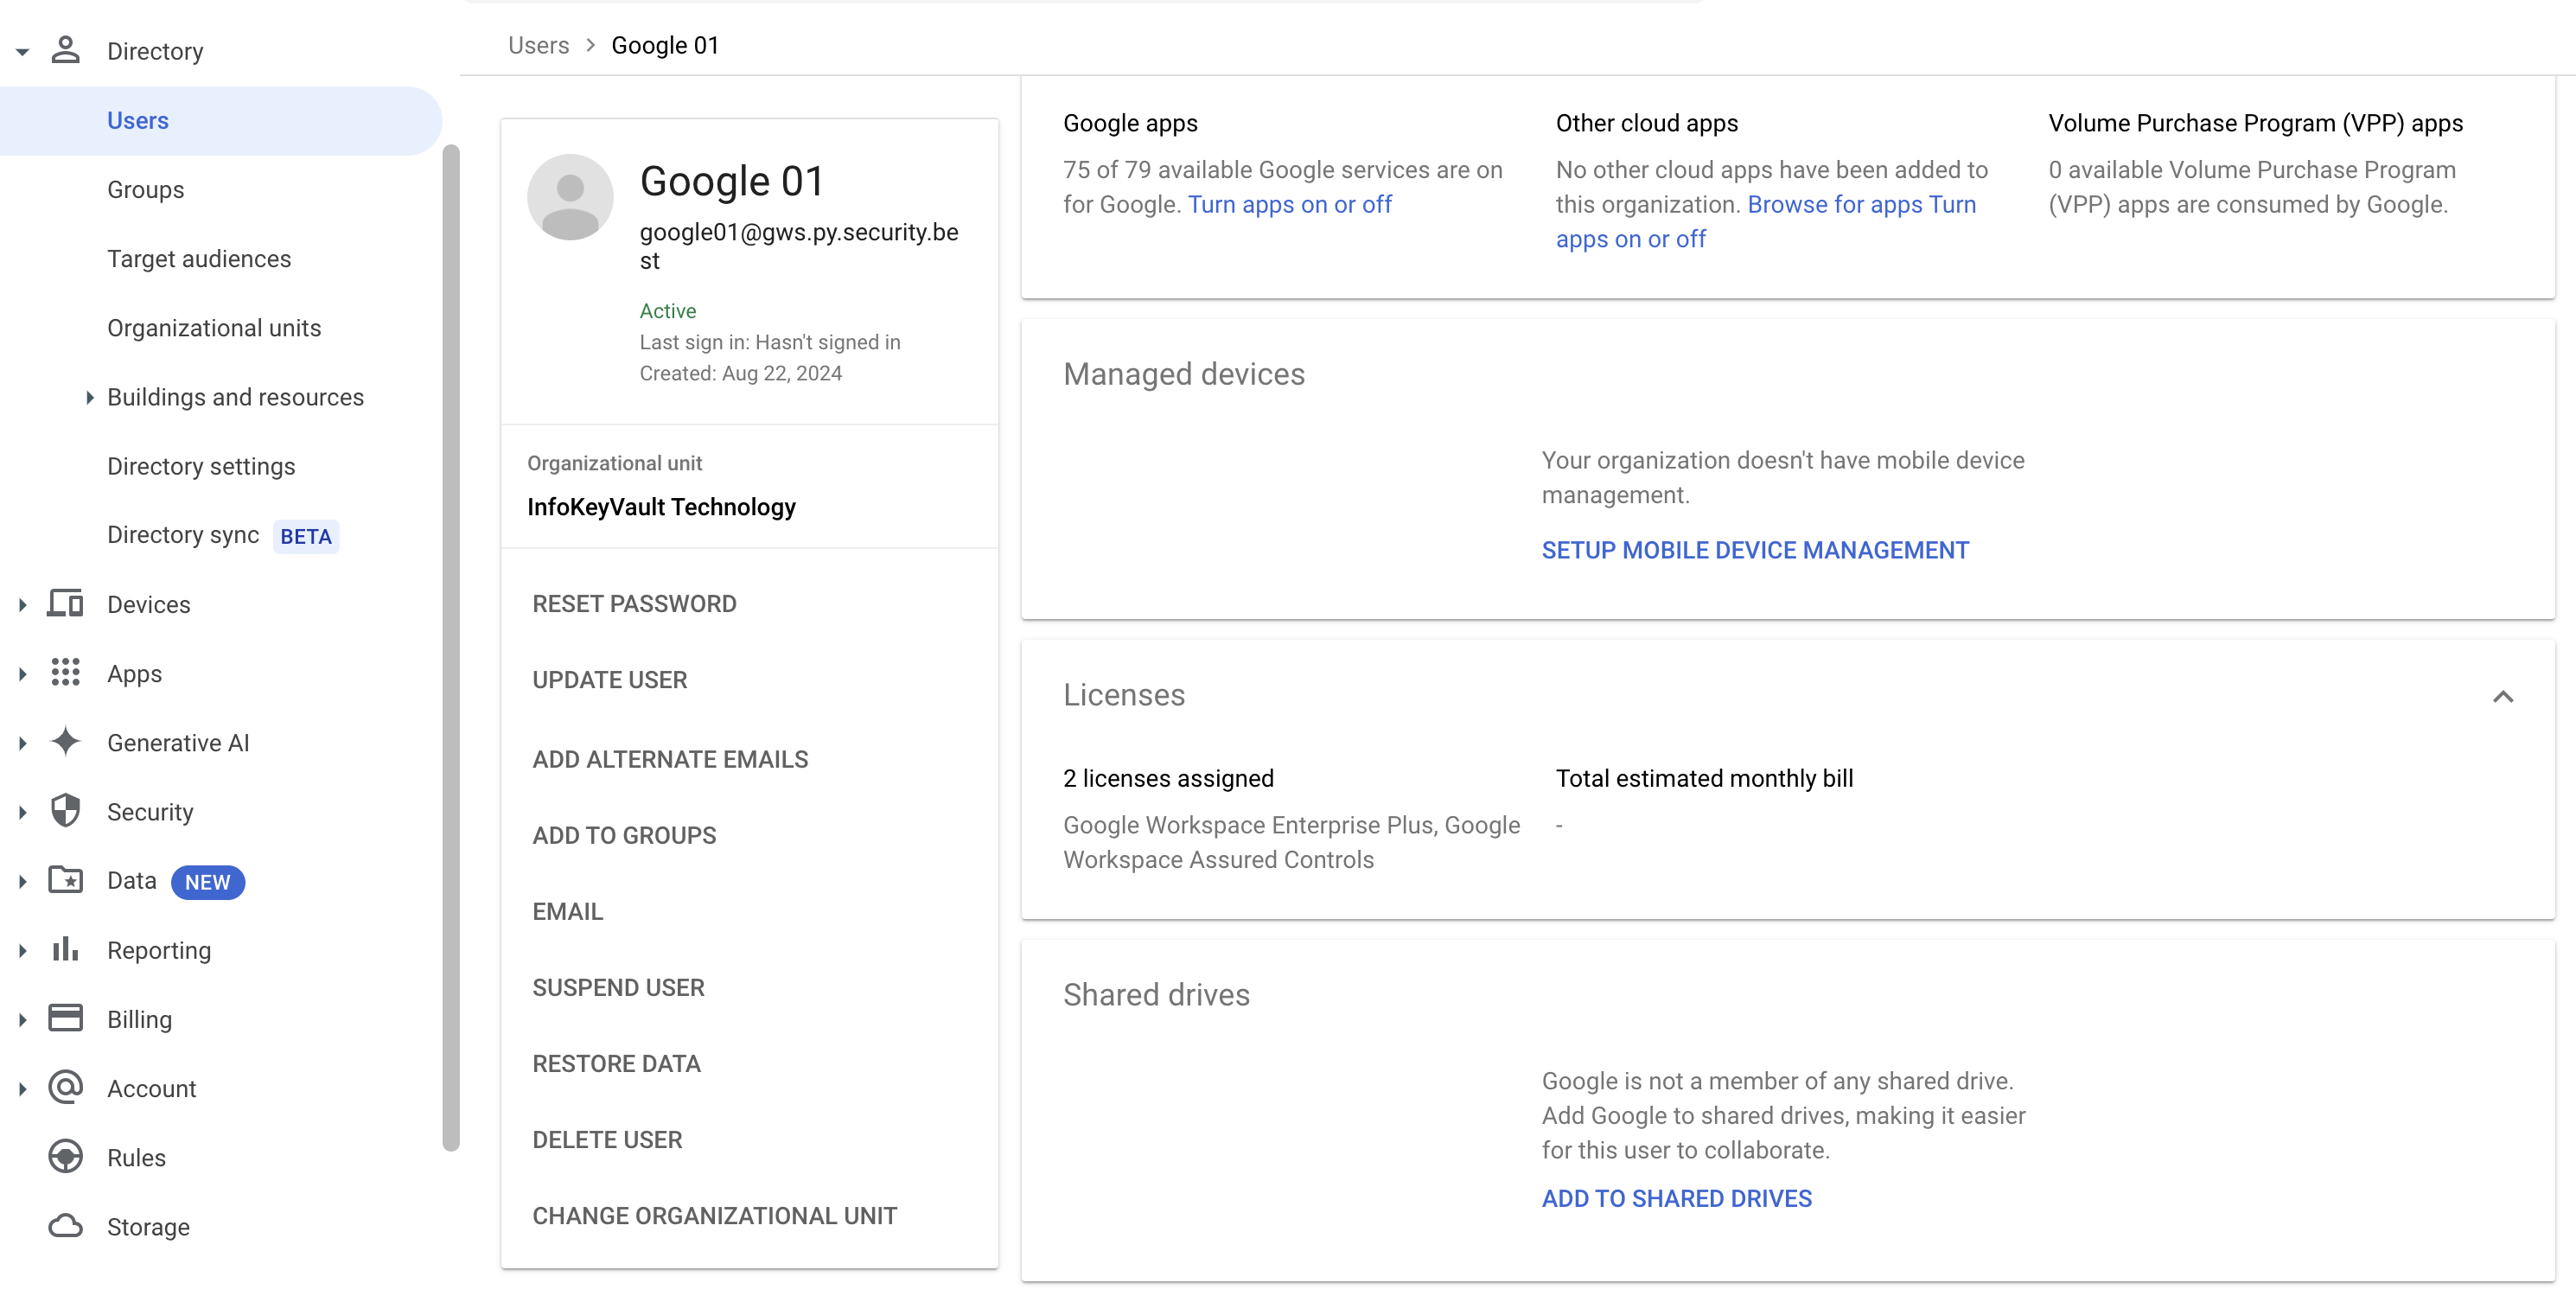 Directory
Users
Groups
Target audiences
Organizational units
Buildings and resources
Directory settings
Directory sync BETA
Devices
Apps
Generative AI
Security
Data NEW
Reporting
Billing
Account
Rules
Storage
Users > Google 01
Google 01
google01@gws.py.security.be
st
Active
Last sign in: Hasn't signed in
Created: Aug 22, 2024
Organizational unit
InfoKeyVault Technology
RESET PASSWORD
UPDATE USER
ADD ALTERNATE EMAILS
ADD TO GROUPS
EMAIL
SUSPEND USER
RESTORE DATA
DELETE USER
CHANGE ORGANIZATIONAL UNIT
Google apps
75 of 79 available Google services are on
for Google. Turn apps on or off
Other cloud apps
No other cloud apps have been added to
this organization. Browse for apps Turn
apps on or off
Volume Purchase Program (VPP) apps
0 available Volume Purchase Program
(VPP) apps are consumed by Google.
Managed devices
Your organization doesn't have mobile device
management.
SETUP MOBILE DEVICE MANAGEMENT
Licenses
2 licenses assigned
Google Workspace Enterprise Plus, Google
Workspace Assured Controls
Total estimated monthly bill
-
Shared drives
Google is not a member of any shared drive.
Add Google to shared drives, making it easier
for this user to collaborate.
ADD TO SHARED DRIVES